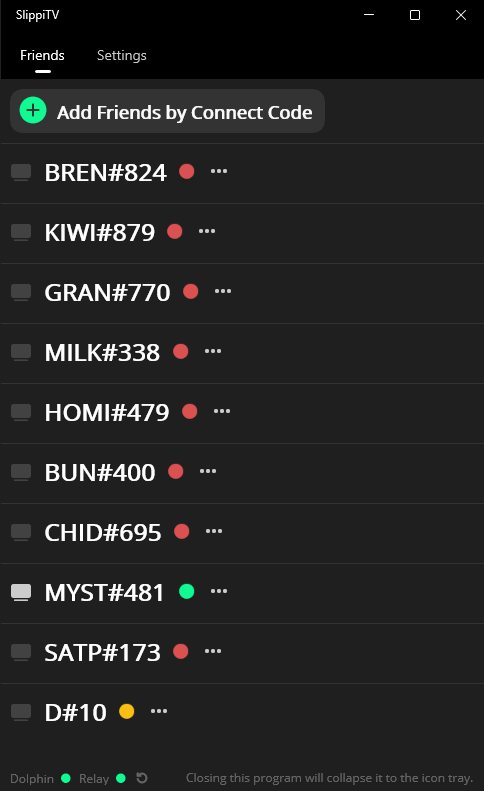 SlippiTV
Friends Settings
Add Friends by Connect Code
BREN#824
KIWI#879
GRAN#770
MILK#338
HOMI#479
BUN#400
CHID#695
MYST#481
SATP#173
D#10
Dolphin Relay Closing this program will collapse it to the icon tray.